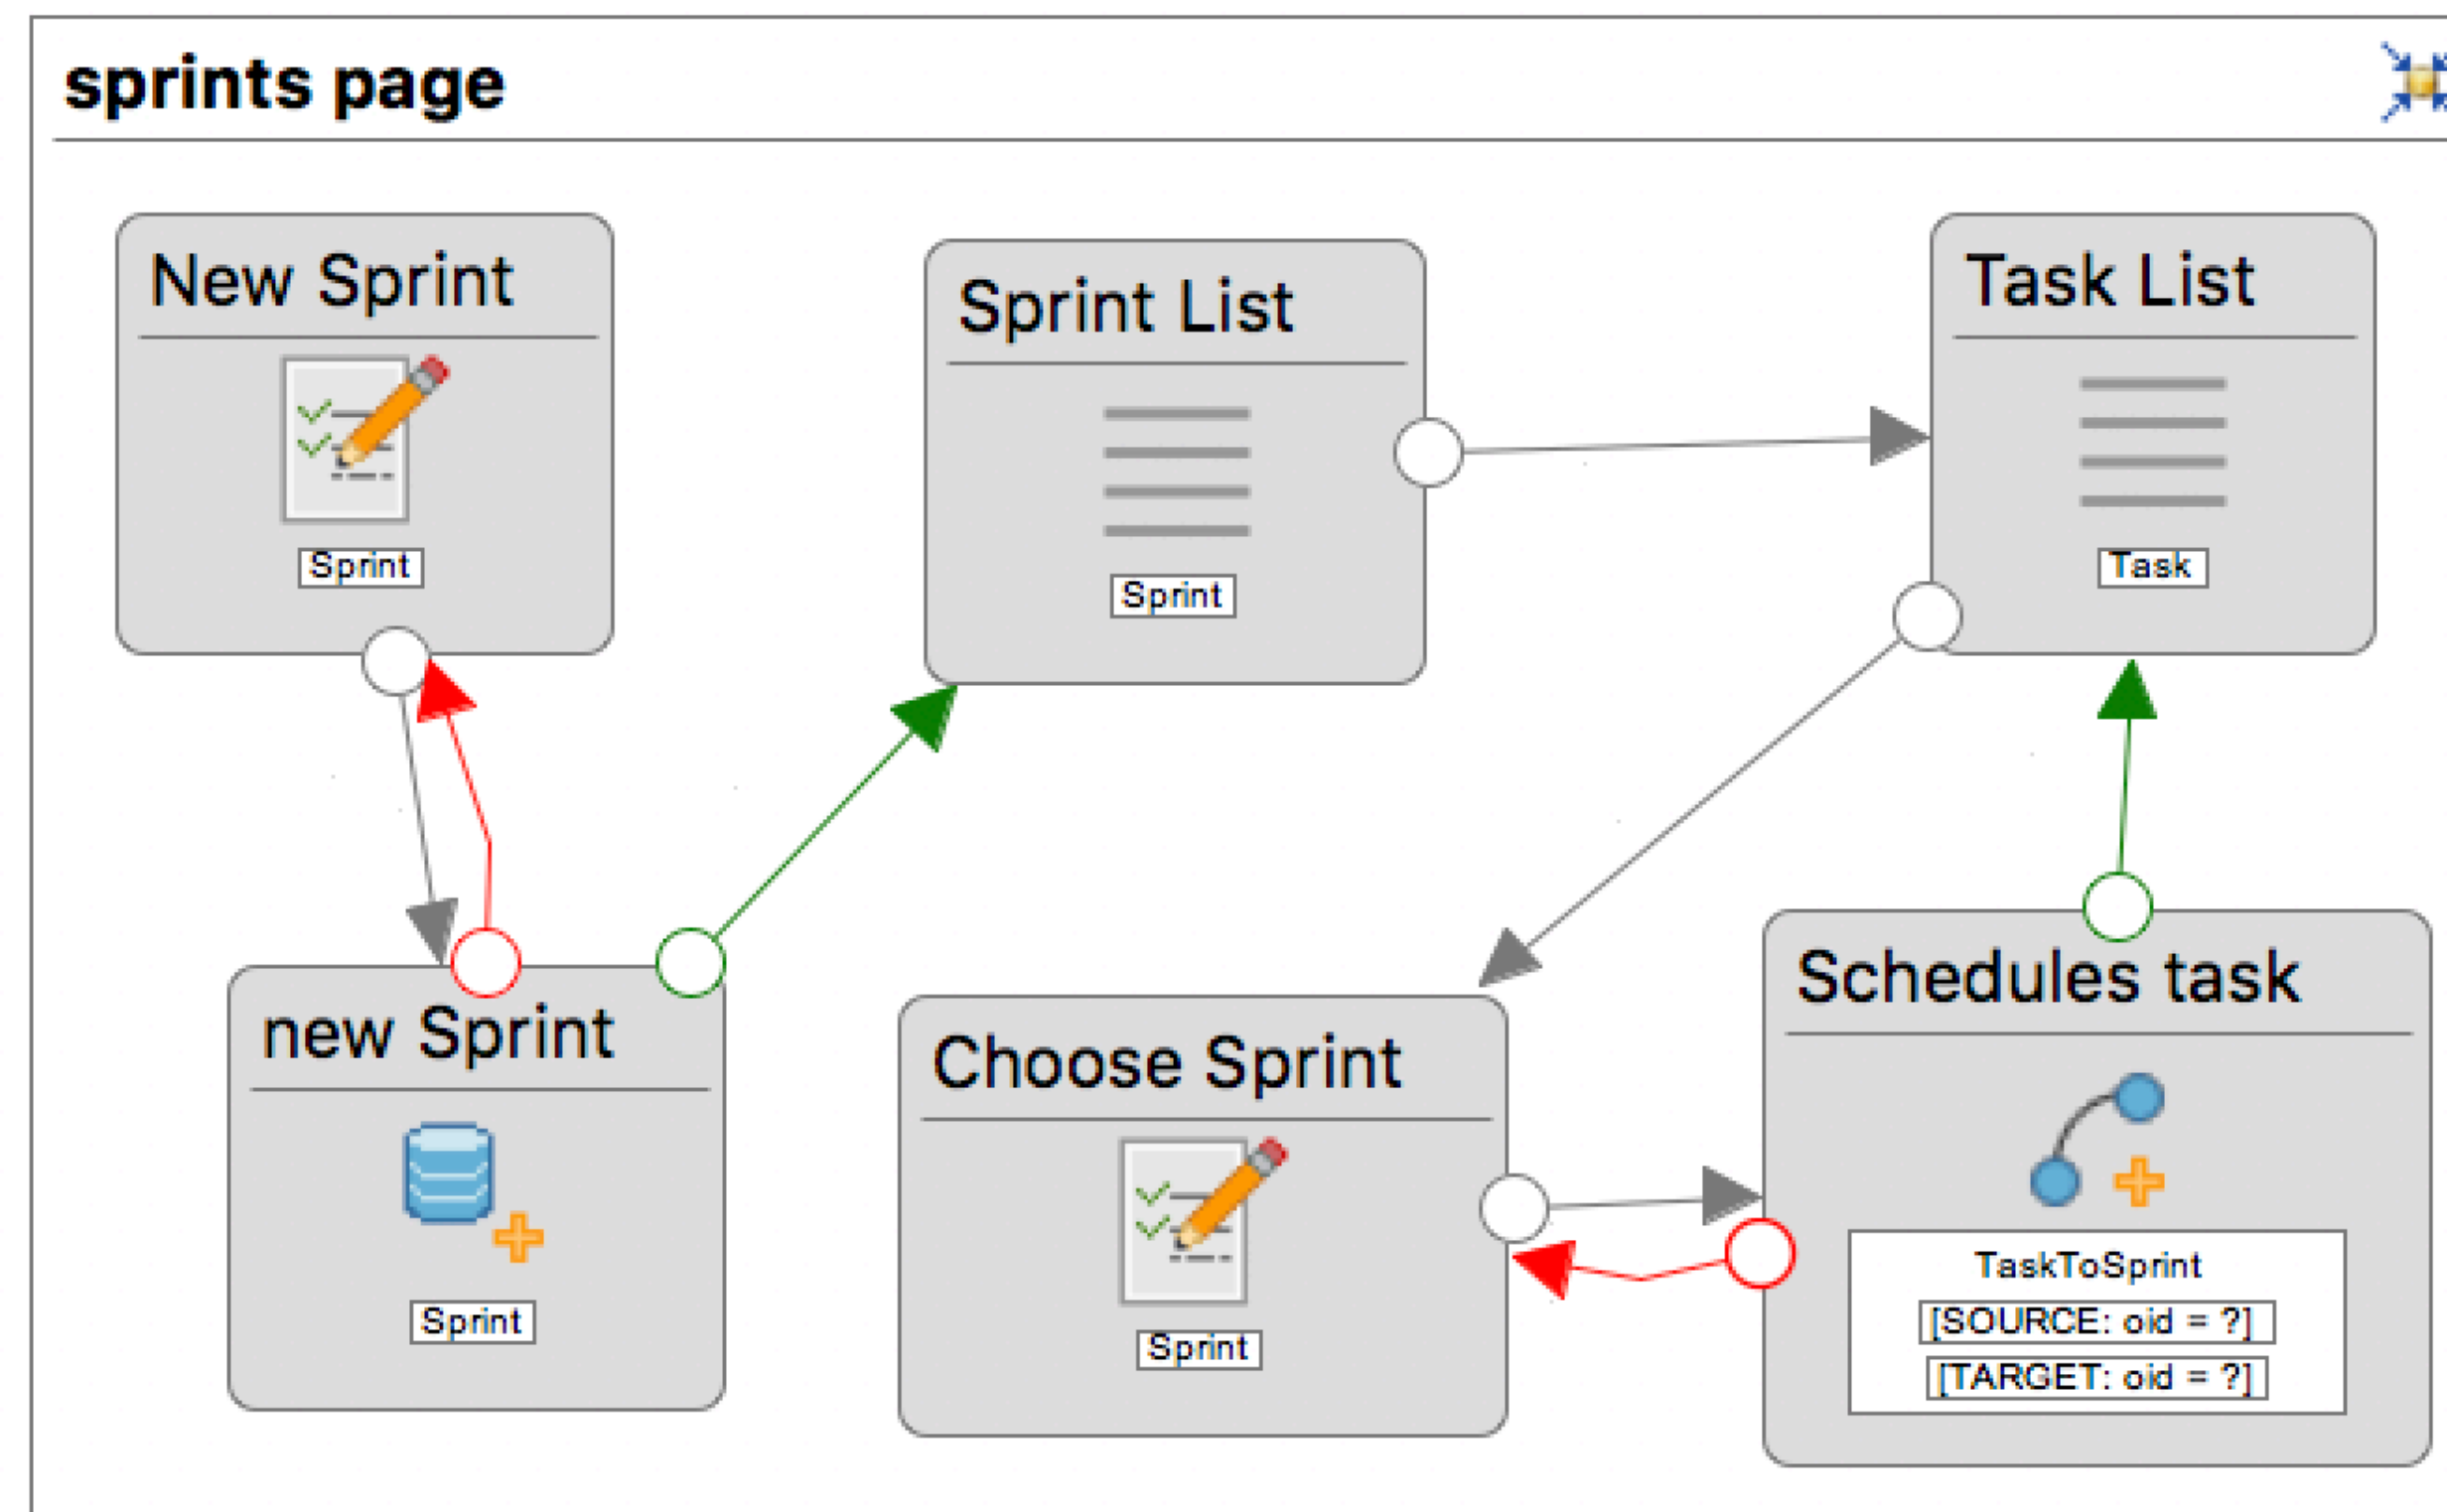 sprints page
New Sprint
Sprint
Sprint List
Sprint
Task List
Task
new Sprint
Sprint
Choose Sprint
Sprint
Schedules task
TaskToSprint
[SOURCE: oid = ?]
[TARGET: oid = ?]